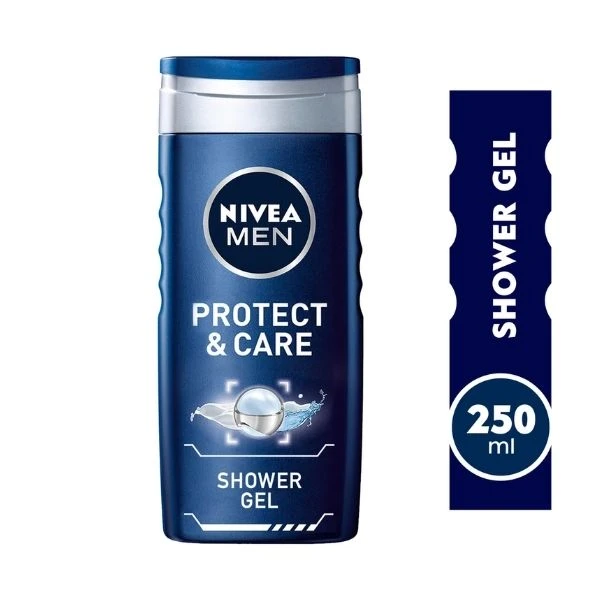 NIVEA
MEN
PROTECT
& CARE
SHOWER
GEL
SHOWER GEL
250
ml